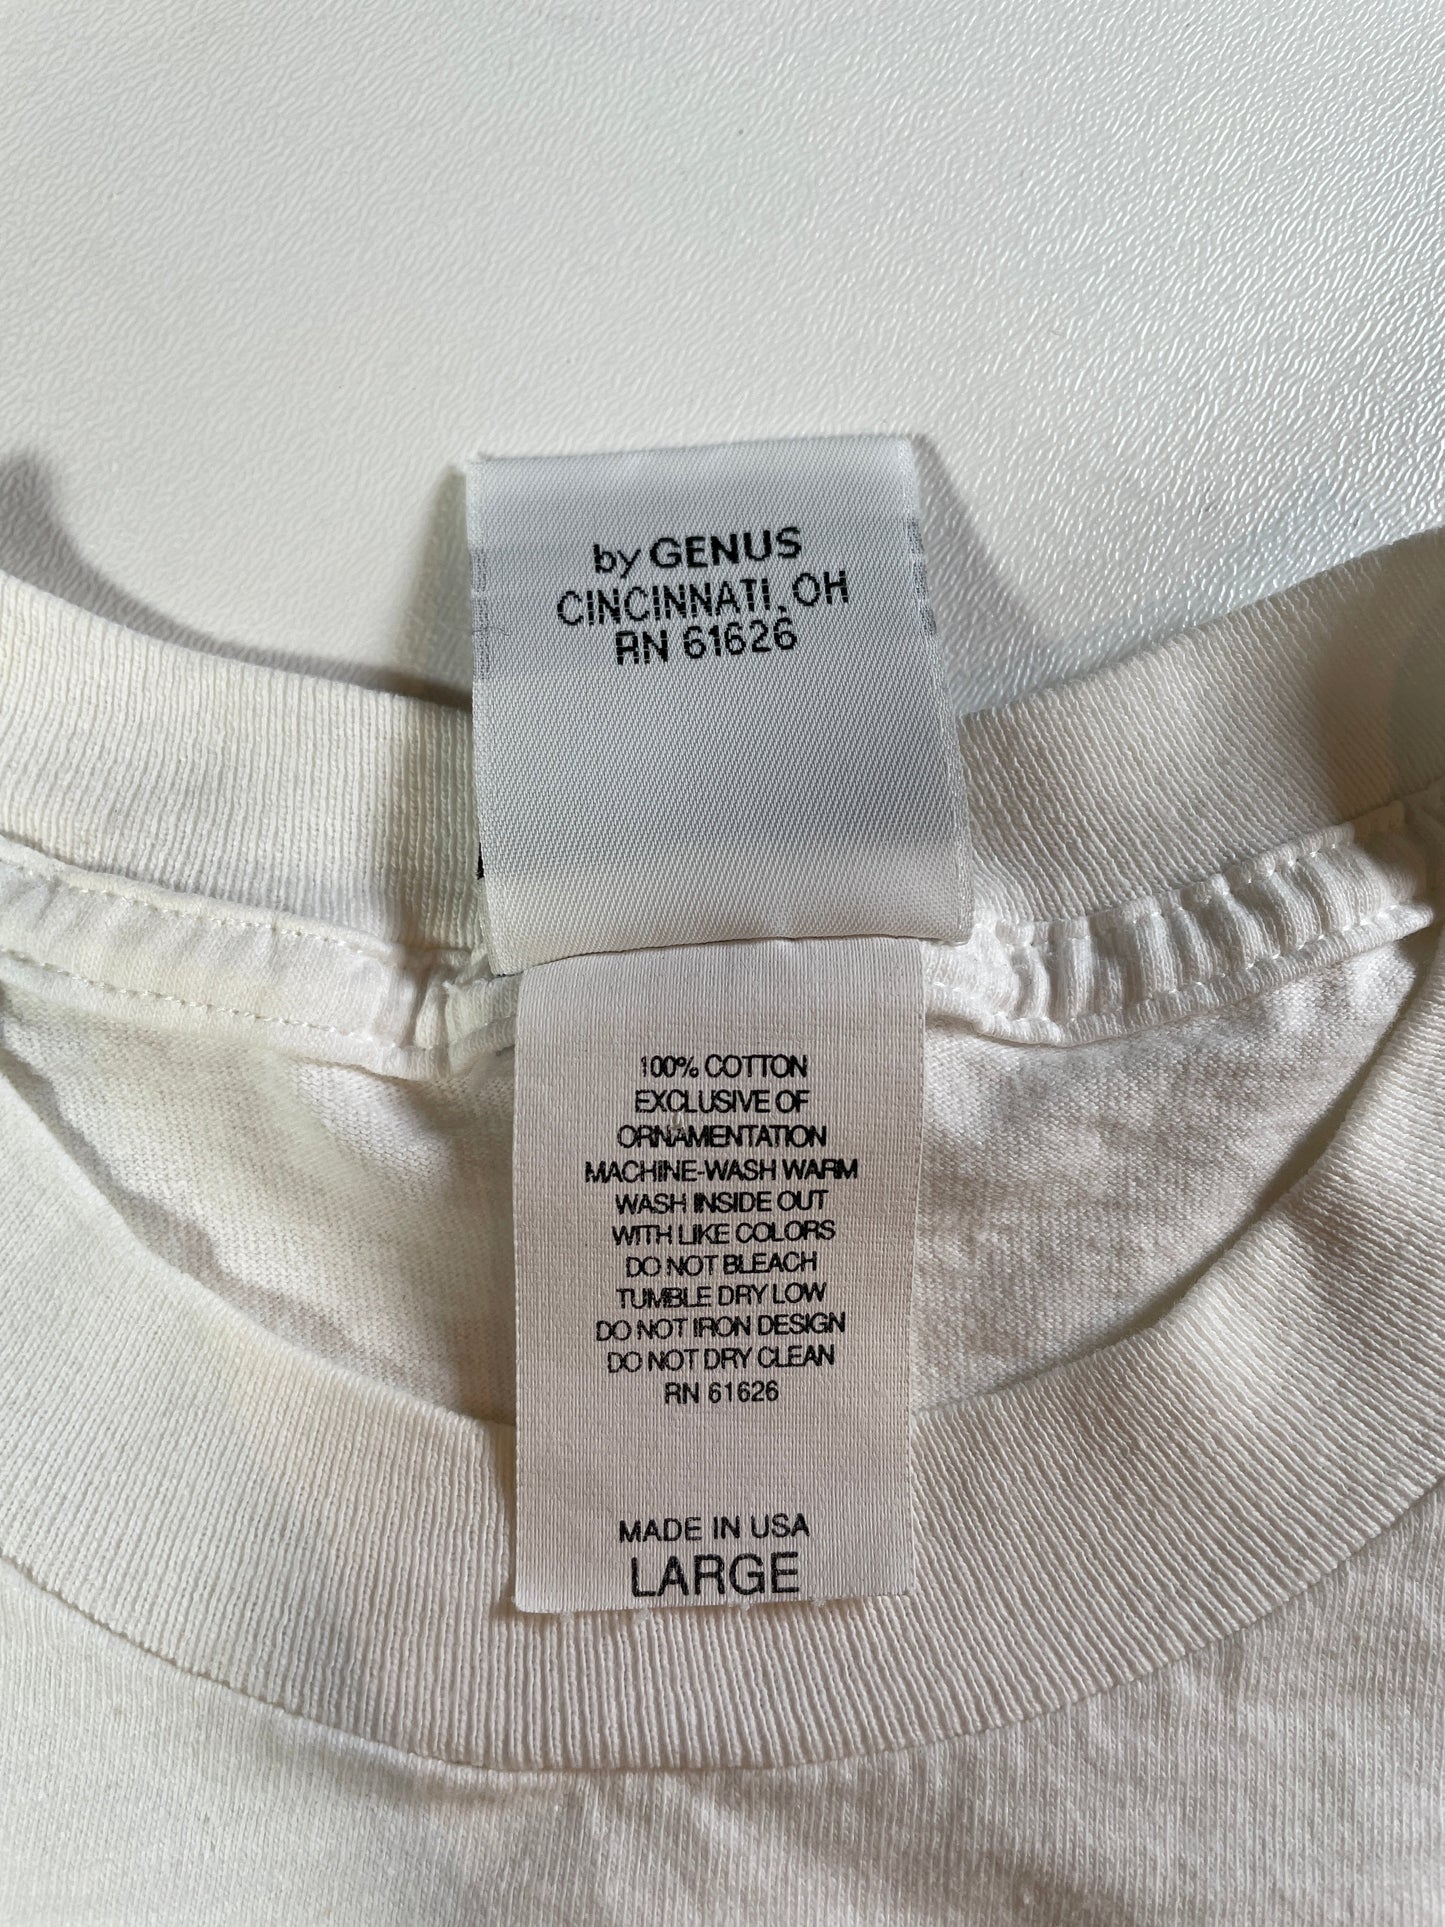 by GENUS
CINCINNATI, OH
RN 61626
100% COTTON
EXCLUSIVE OF
ORNAMENTATION
MACHINE-WASH WARM
WASH INSIDE OUT
WITH LIKE COLORS
DO NOT BLEACH
TUMBLE DRY LOW
DO NOT IRON DESIGN
DO NOT DRY CLEAN
RN 61626
MADE IN USA
LARGE